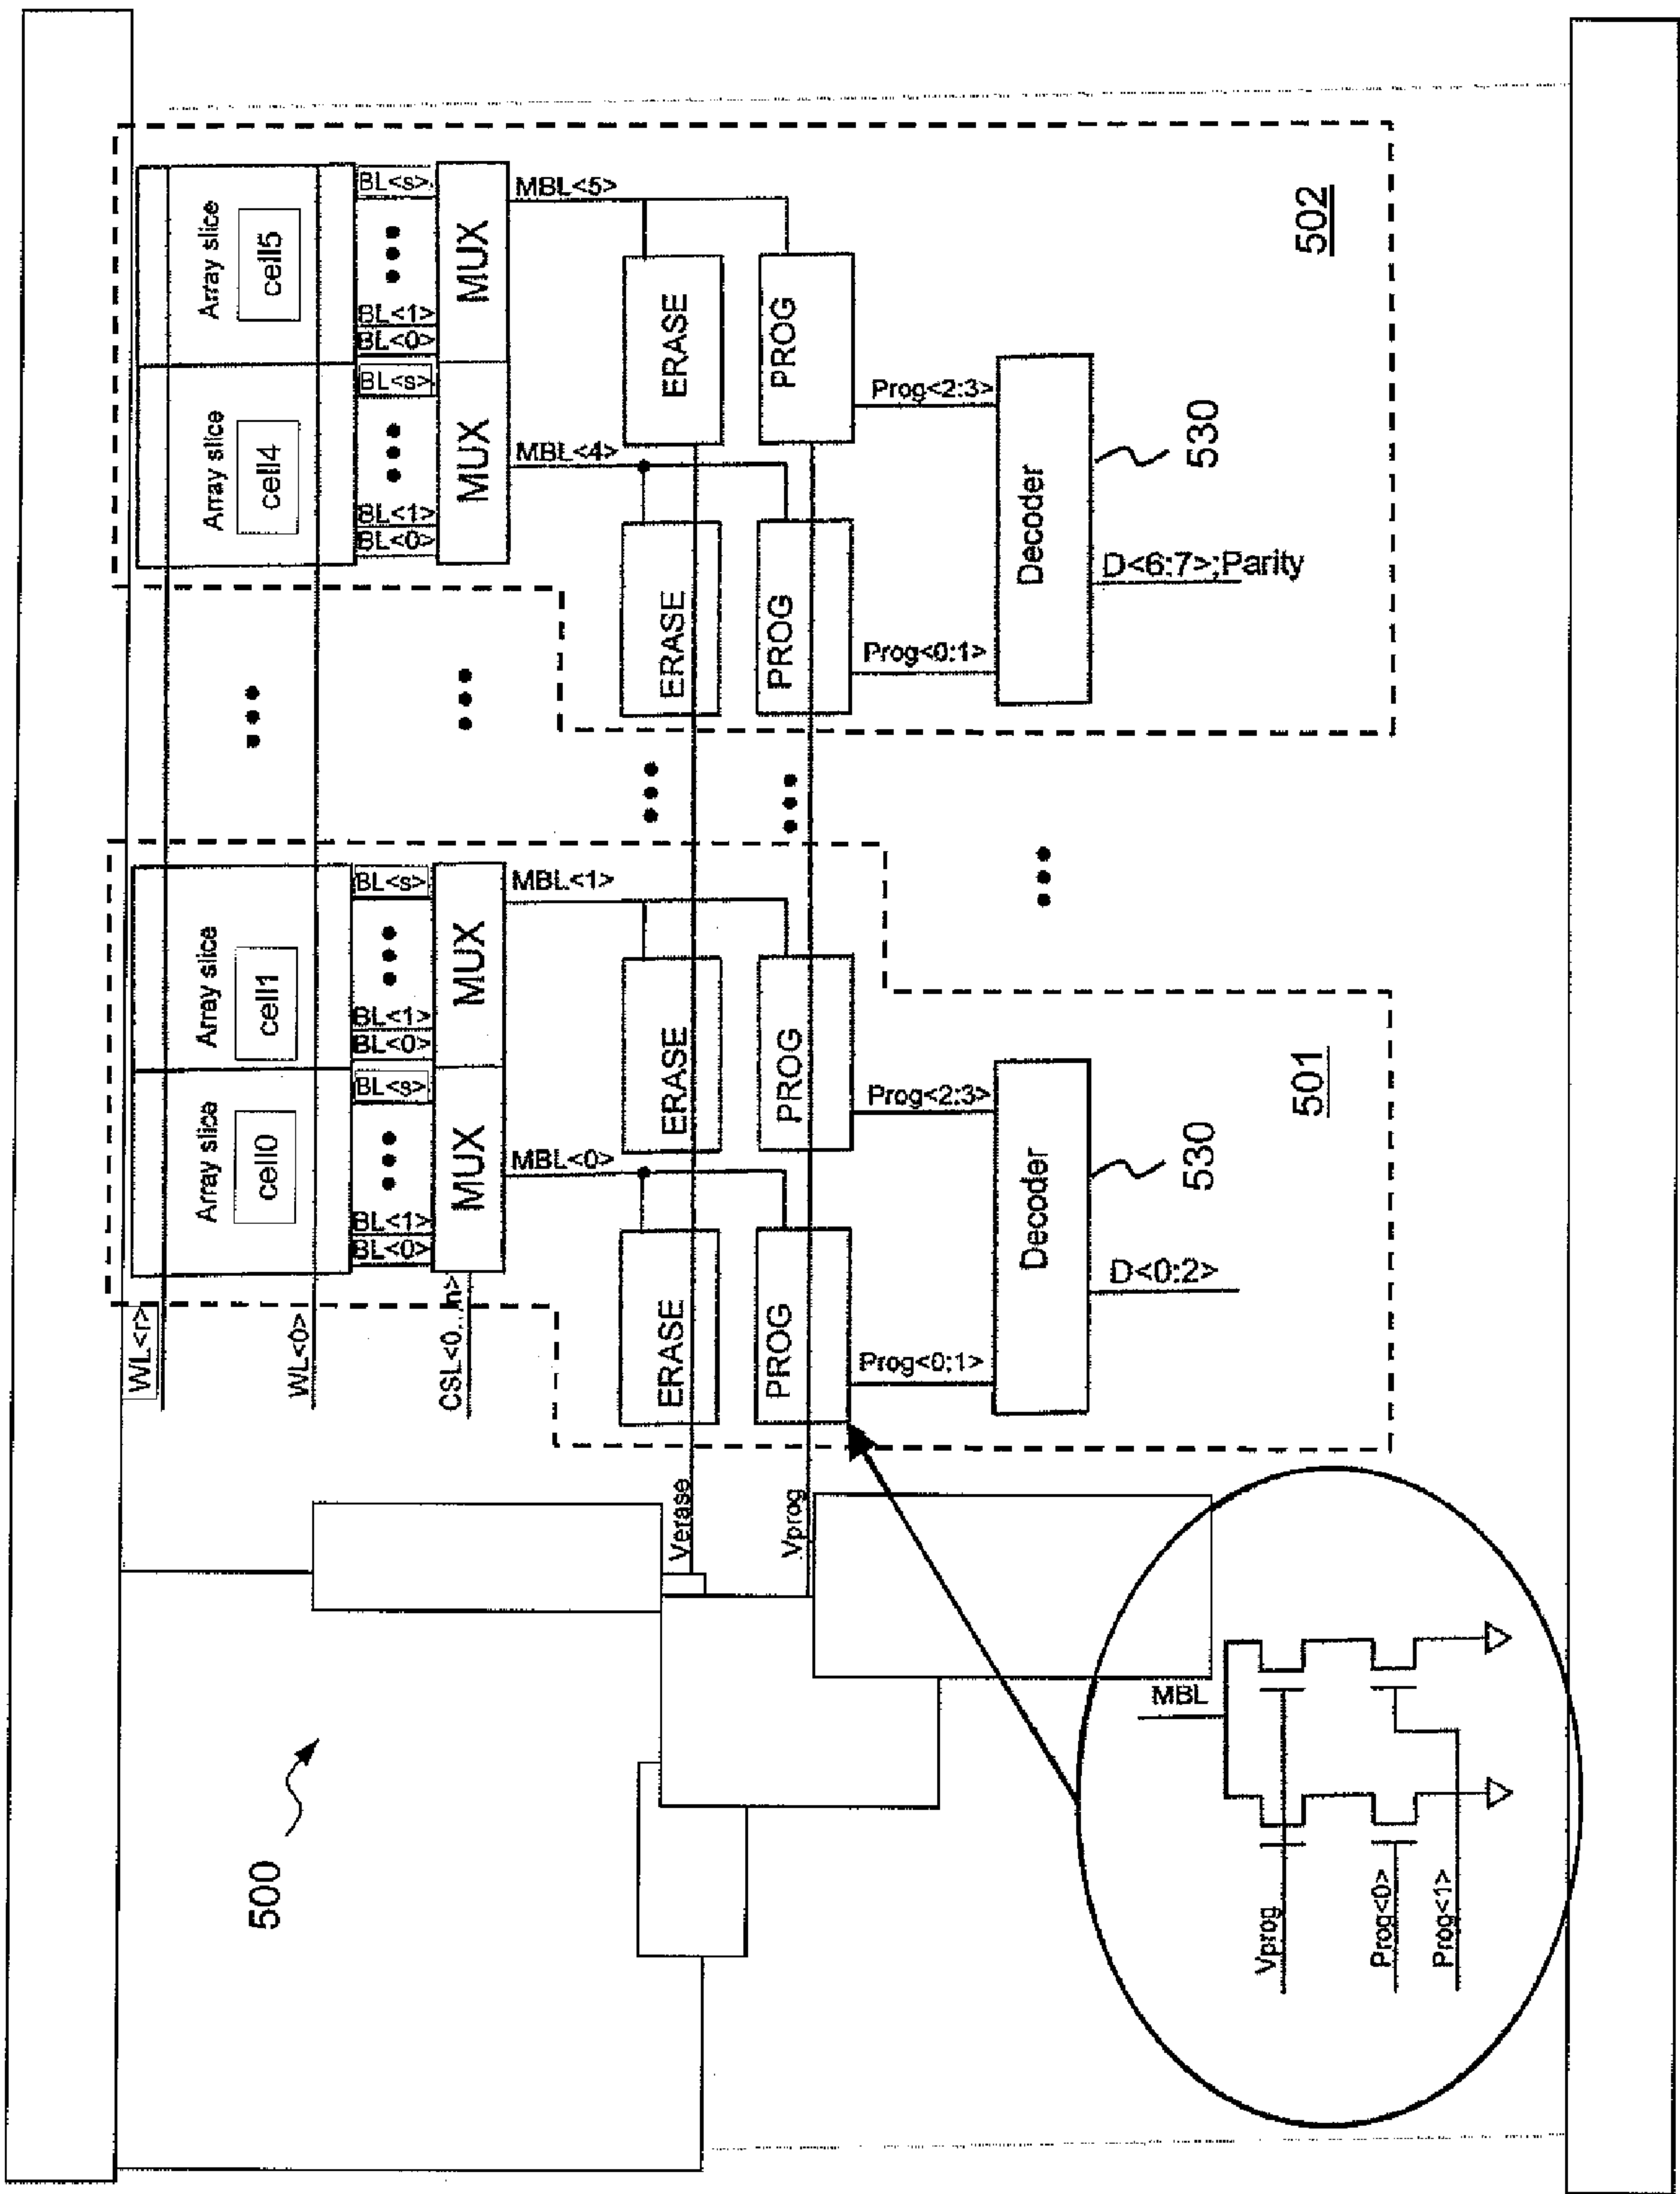 500
WL<r>
WL<0>
CSL<0...n>
Array slice
cell0
Array slice
cell1
BL<0>
BL<1>
BL<s>
BL<0>
BL<1>
BL<s>
MUX
MUX
MBL<0>
MBL<1>
Verase
ERASE
ERASE
Vprog
PROG
PROG
Prog<0:1>
Prog<2:3>
Decoder
530
D<0:2>
501
Array slice
cell4
Array slice
cell5
BL<0>
BL<1>
BL<s>
BL<0>
BL<1>
BL<s>
MUX
MUX
MBL<4>
MBL<5>
ERASE
ERASE
PROG
PROG
Prog<0:1>
Prog<2:3>
Decoder
530
D<6:7>;Parity
502
MBL
Vprog
Prog<0>
Prog<1>